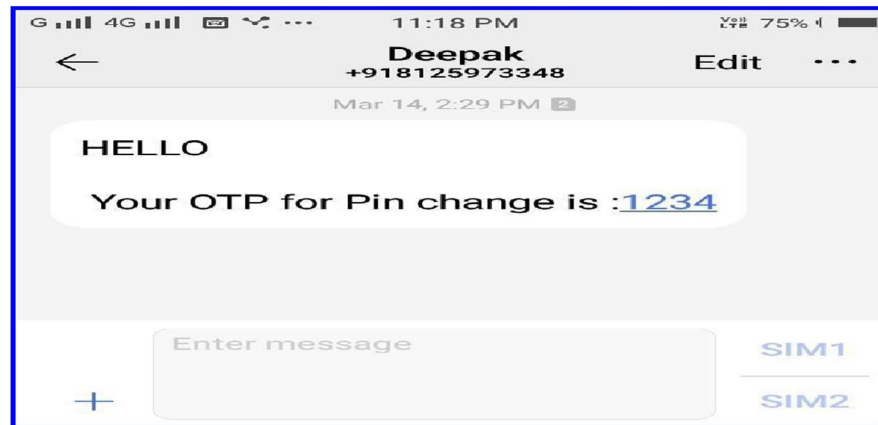 G 4G ... 11:18 PM VoLTE 75%
Deepak
+918125973348
Edit ...
Mar 14, 2:29 PM 2
HELLO
Your OTP for Pin change is :1234
Enter message
SIM1
+
SIM2